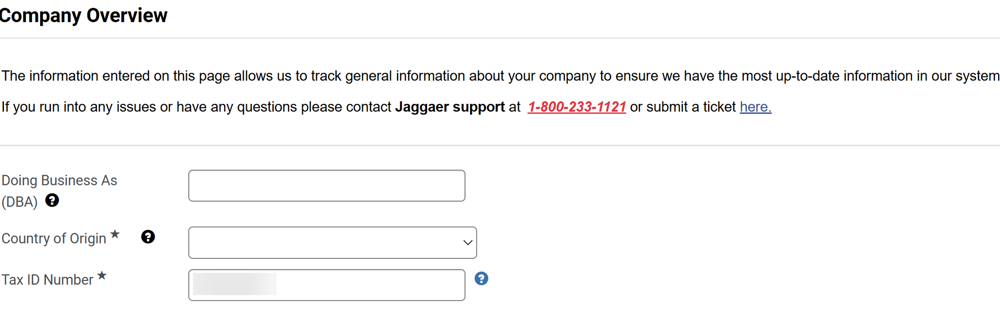 Company Overview
The information entered on this page allows us to track general information about your company to ensure we have the most up-to-date information in our system
If you run into any issues or have any questions please contact Jaggaer support at 1-800-233-1121 or submit a ticket here.
Doing Business As
(DBA) ?
Country of Origin ★ ?
Tax ID Number ★ ?